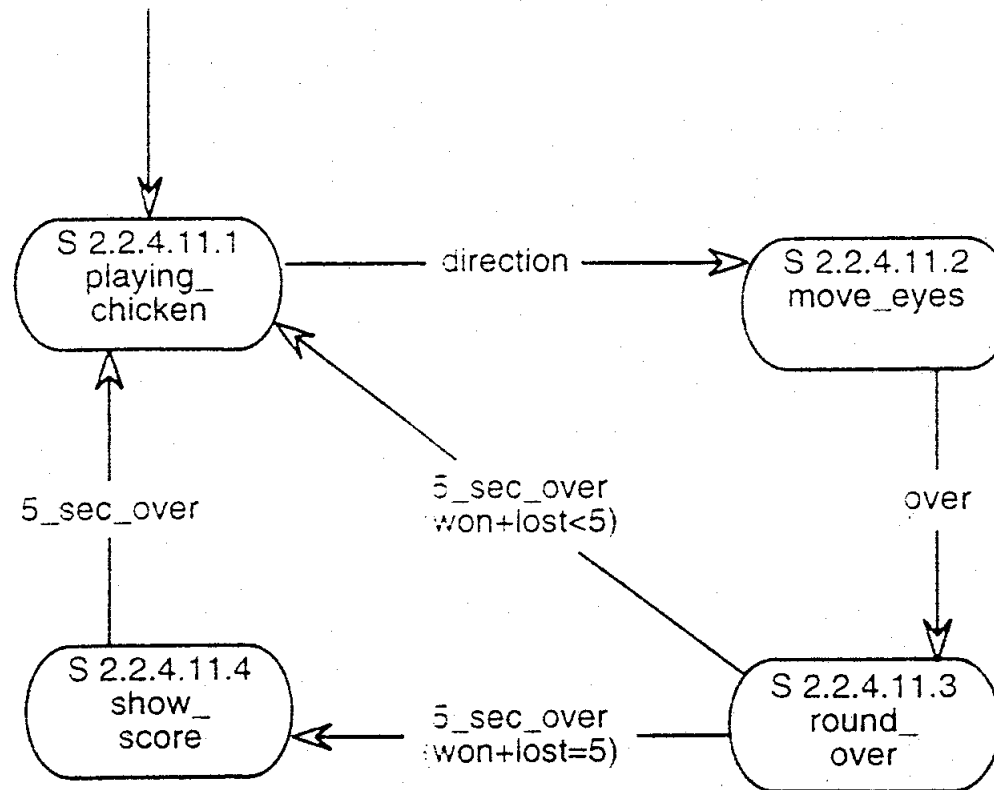 S 2.2.4.11.1
playing_
chicken
direction
S 2.2.4.11.2
move_eyes
5_sec_over
5_sec_over
(won+lost<5)
over
S 2.2.4.11.4
show_
score
5_sec_over
(won+lost=5)
S 2.2.4.11.3
round_
over